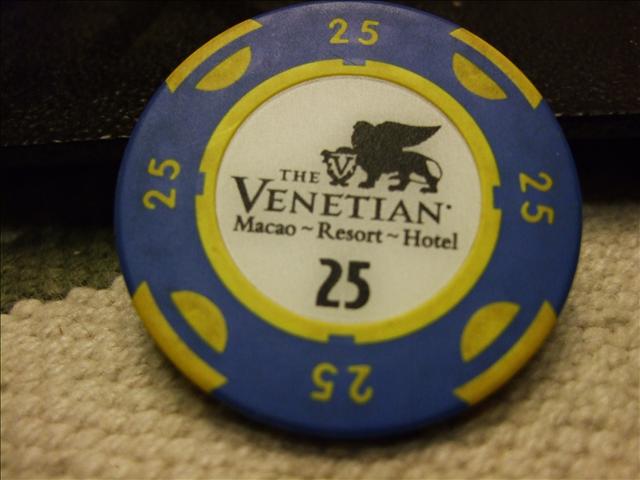 25
25
25
V
THE
VENETIAN
Macao ~ Resort ~ Hotel
25
25